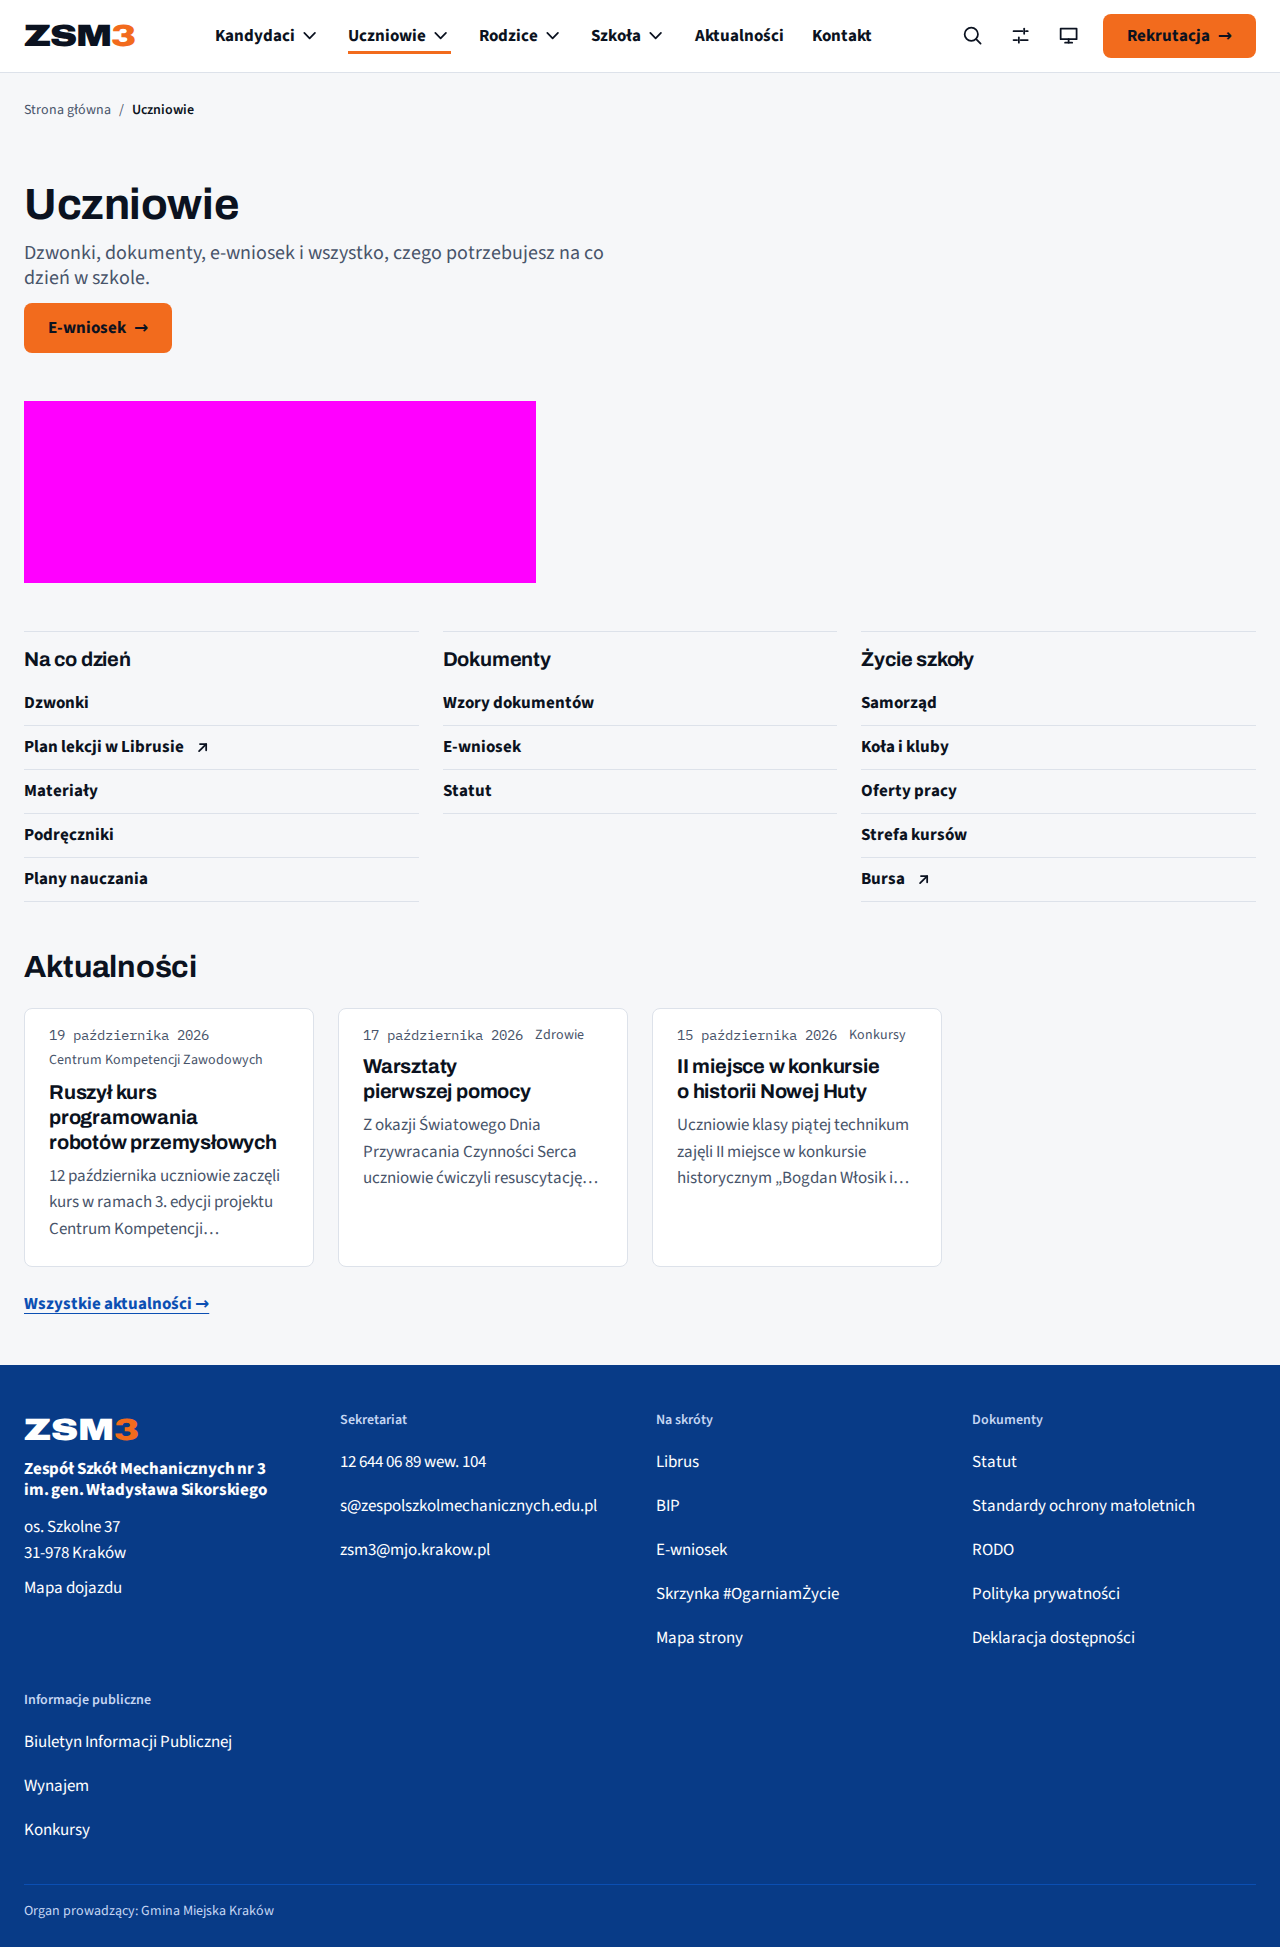 ZSM3
Kandydaci
Uczniowie
Rodzice
Szkoła
Aktualności
Kontakt
Rekrutacja →
Strona główna / Uczniowie
Uczniowie
Dzwonki, dokumenty, e-wniosek i wszystko, czego potrzebujesz na co
dzień w szkole.
E-wniosek →
Na co dzień
Dzwonki
Plan lekcji w Librusie ↗
Materiały
Podręczniki
Plany nauczania
Dokumenty
Wzory dokumentów
E-wniosek
Statut
Życie szkoły
Samorząd
Koła i kluby
Oferty pracy
Strefa kursów
Bursa ↗
Aktualności
19 października 2026
Centrum Kompetencji Zawodowych
Ruszył kurs
programowania
robotów przemysłowych
12 października uczniowie zaczęli
kurs w ramach 3. edycji projektu
Centrum Kompetencji…
17 października 2026 Zdrowie
Warsztaty
pierwszej pomocy
Z okazji Światowego Dnia
Przywracania Czynności Serca
uczniowie ćwiczyli resuscytację…
15 października 2026 Konkursy
II miejsce w konkursie
o historii Nowej Huty
Uczniowie klasy piątej technikum
zajęli II miejsce w konkursie
historycznym „Bogdan Włosik i…
Wszystkie aktualności →
ZSM3
Zespół Szkół Mechanicznych nr 3
im. gen. Władysława Sikorskiego
os. Szkolne 37
31-978 Kraków
Mapa dojazdu
Sekretariat
12 644 06 89 wew. 104
s@zespolszkolmechanicznych.edu.pl
zsm3@mjo.krakow.pl
Na skróty
Librus
BIP
E-wniosek
Skrzynka #OgarniamŻycie
Mapa strony
Dokumenty
Statut
Standardy ochrony małoletnich
RODO
Polityka prywatności
Deklaracja dostępności
Informacje publiczne
Biuletyn Informacji Publicznej
Wynajem
Konkursy
Organ prowadzący: Gmina Miejska Kraków